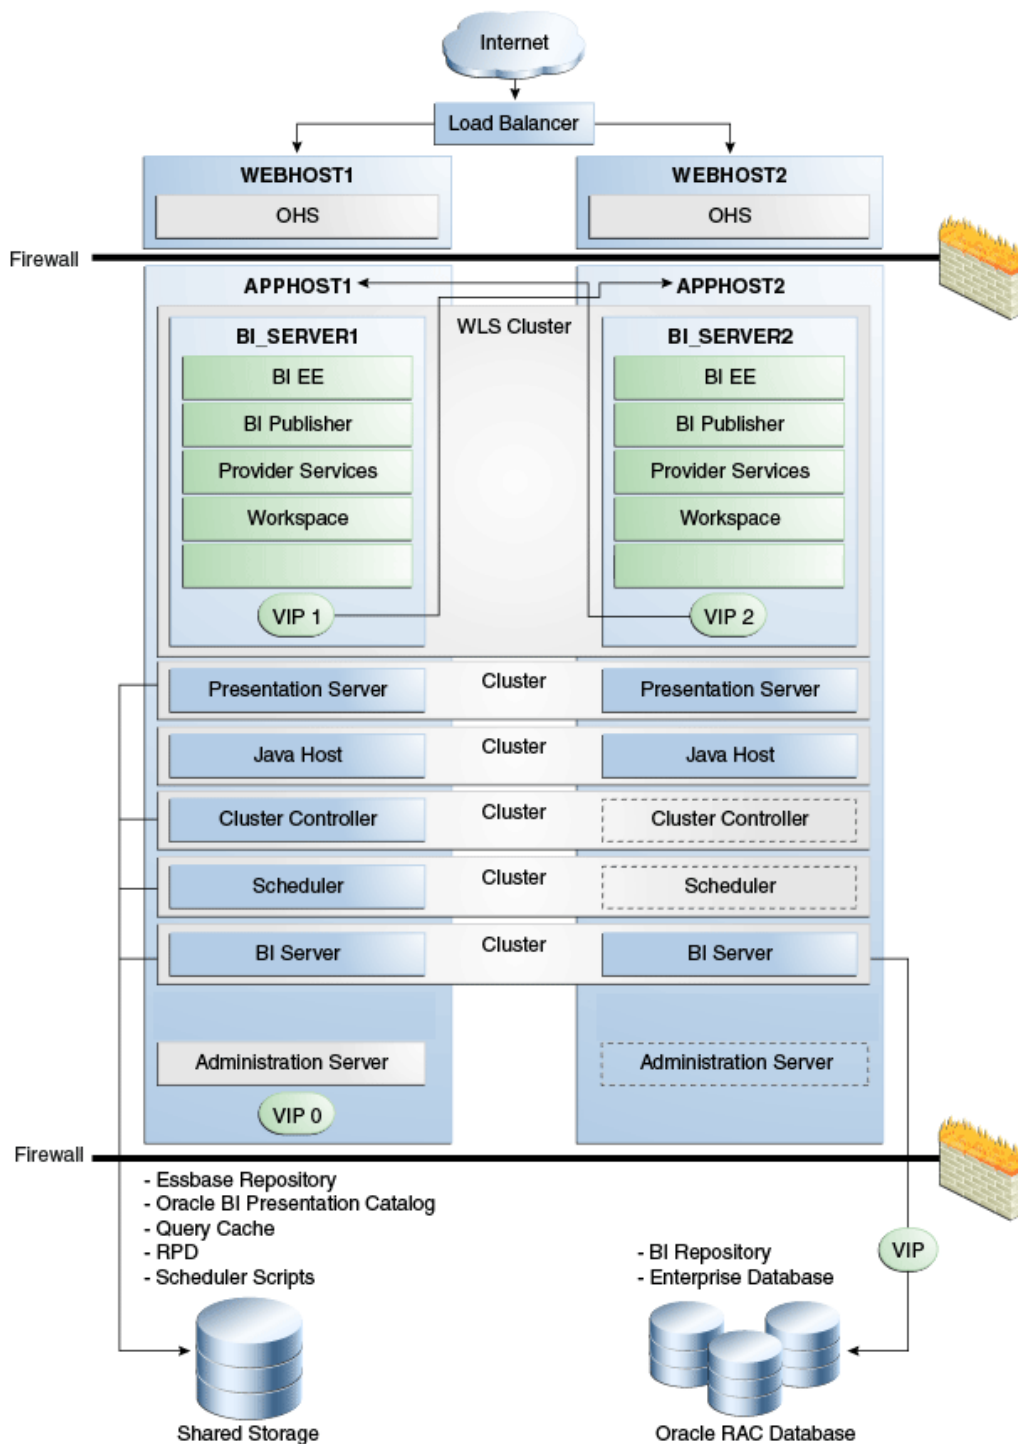 Internet
Load Balancer
WEBHOST1
WEBHOST2
OHS
OHS
Firewall
APPHOST1
APPHOST2
WLS Cluster
BI_SERVER1
BI_SERVER2
BI EE
BI EE
BI Publisher
BI Publisher
Provider Services
Provider Services
Workspace
Workspace
VIP 1
VIP 2
Presentation Server
Cluster
Presentation Server
Java Host
Cluster
Java Host
Cluster Controller
Cluster
Cluster Controller
Scheduler
Cluster
Scheduler
BI Server
Cluster
BI Server
Administration Server
Administration Server
VIP 0
Firewall
- Essbase Repository
- Oracle BI Presentation Catalog
- Query Cache
- RPD
- Scheduler Scripts
- BI Repository
- Enterprise Database
VIP
Shared Storage
Oracle RAC Database